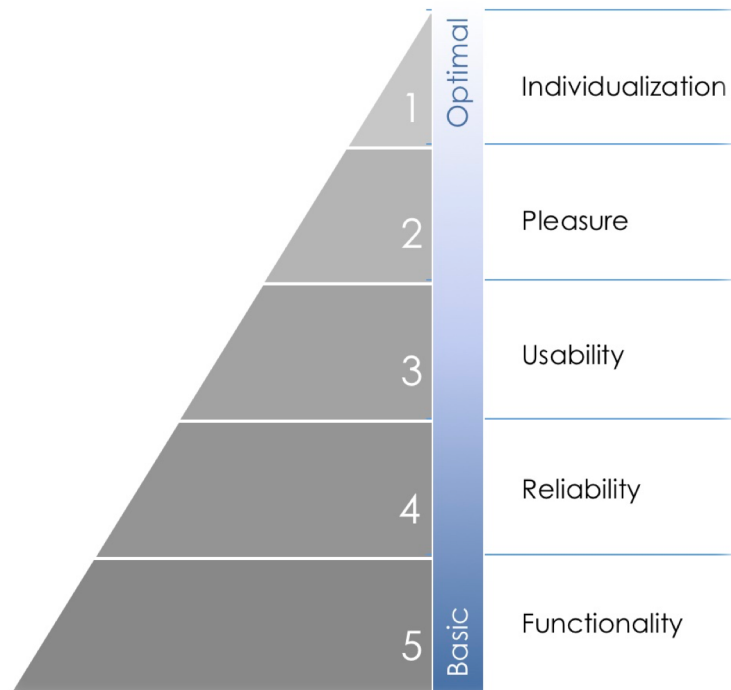 1
Optimal
Individualization
2
Pleasure
3
Usability
4
Reliability
5
Basic
Functionality